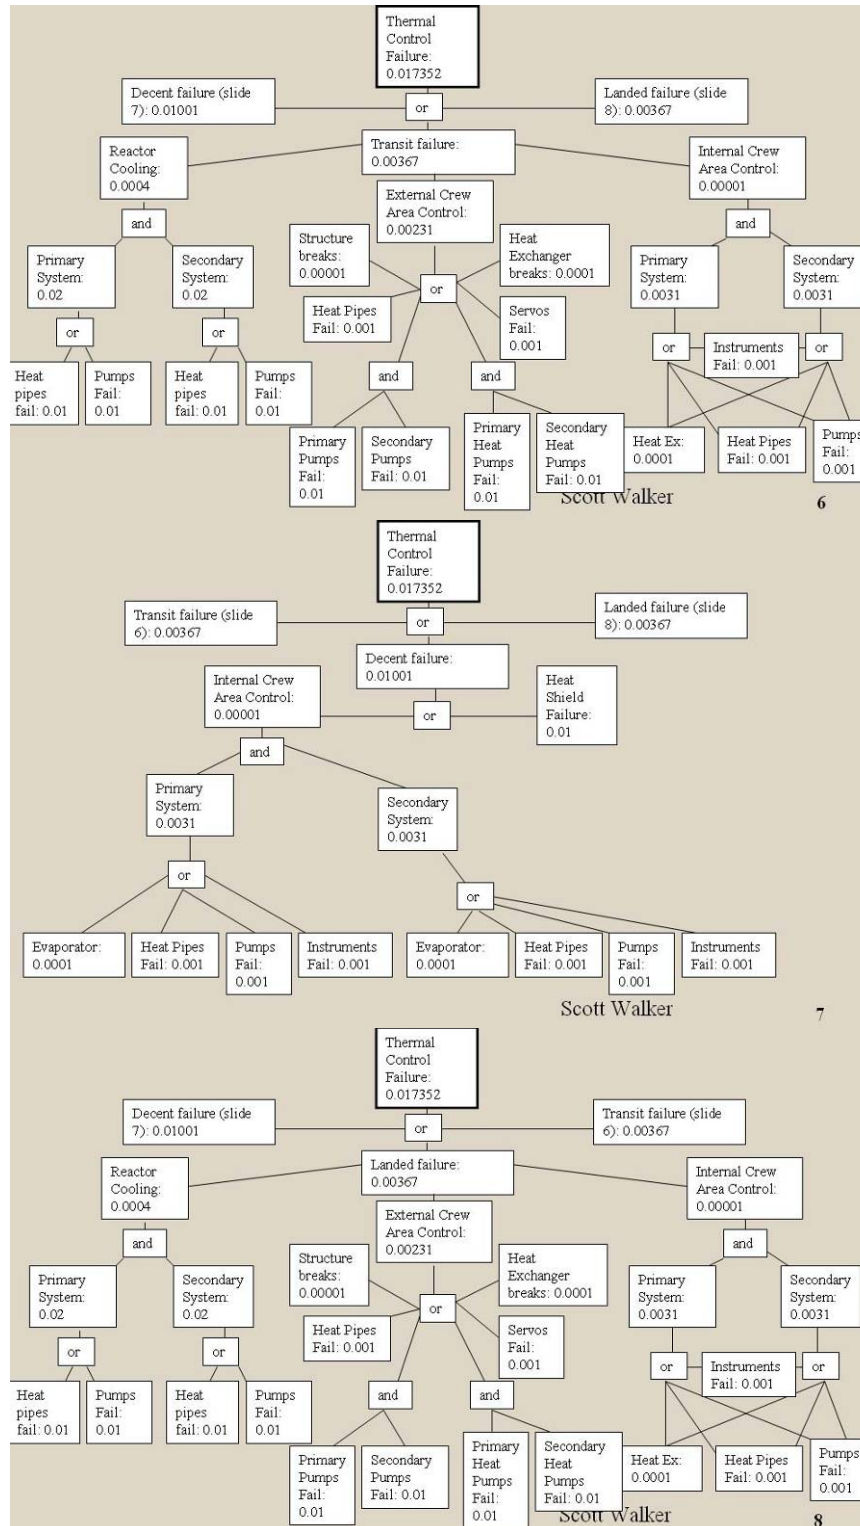 Thermal
Control
Failure:
0.017352
Decent failure (slide
7): 0.01001
or
Landed failure (slide
8): 0.00367
Reactor
Cooling:
0.0004
Transit failure:
0.00367
Internal Crew
Area Control:
0.00001
and
External Crew
Area Control:
0.00231
and
Structure
breaks:
0.00001
Heat
Exchanger
breaks: 0.0001
Primary
System:
0.02
Secondary
System:
0.02
or
Primary
System:
0.0031
Secondary
System:
0.0031
Heat Pipes
Fail: 0.001
Servos
Fail:
0.001
or
or
or
Instruments
Fail: 0.001
or
Heat
pipes
fail: 0.01
Pumps
Fail:
0.01
Heat
pipes
fail: 0.01
Pumps
Fail:
0.01
and
and
Primary
Pumps
Fail:
0.01
Secondary
Pumps
Fail: 0.01
Primary
Heat
Pumps
Fail:
0.01
Secondary
Heat
Pumps
Fail: 0.01
Heat Ex:
0.0001
Heat Pipes
Fail: 0.001
Pumps
Fail:
0.001
Scott Walker
6
Thermal
Control
Failure:
0.017352
Transit failure (slide
6): 0.00367
or
Landed failure (slide
8): 0.00367
Decent failure:
0.01001
Internal Crew
Area Control:
0.00001
or
Heat
Shield
Failure:
0.01
and
Primary
System:
0.0031
Secondary
System:
0.0031
or
or
Evaporator:
0.0001
Heat Pipes
Fail: 0.001
Pumps
Fail:
0.001
Instruments
Fail: 0.001
Evaporator:
0.0001
Heat Pipes
Fail: 0.001
Pumps
Fail:
0.001
Instruments
Fail: 0.001
Scott Walker
7
Thermal
Control
Failure:
0.017352
Decent failure (slide
7): 0.01001
or
Transit failure (slide
6): 0.00367
Reactor
Cooling:
0.0004
Landed failure:
0.00367
Internal Crew
Area Control:
0.00001
and
External Crew
Area Control:
0.00231
and
Structure
breaks:
0.00001
Heat
Exchanger
breaks: 0.0001
Primary
System:
0.02
Secondary
System:
0.02
or
Primary
System:
0.0031
Secondary
System:
0.0031
Heat Pipes
Fail: 0.001
Servos
Fail:
0.001
or
or
or
Instruments
Fail: 0.001
or
Heat
pipes
fail: 0.01
Pumps
Fail:
0.01
Heat
pipes
fail: 0.01
Pumps
Fail:
0.01
and
and
Primary
Pumps
Fail:
0.01
Secondary
Pumps
Fail: 0.01
Primary
Heat
Pumps
Fail:
0.01
Secondary
Heat
Pumps
Fail: 0.01
Heat Ex:
0.0001
Heat Pipes
Fail: 0.001
Pumps
Fail:
0.001
Scott Walker
8